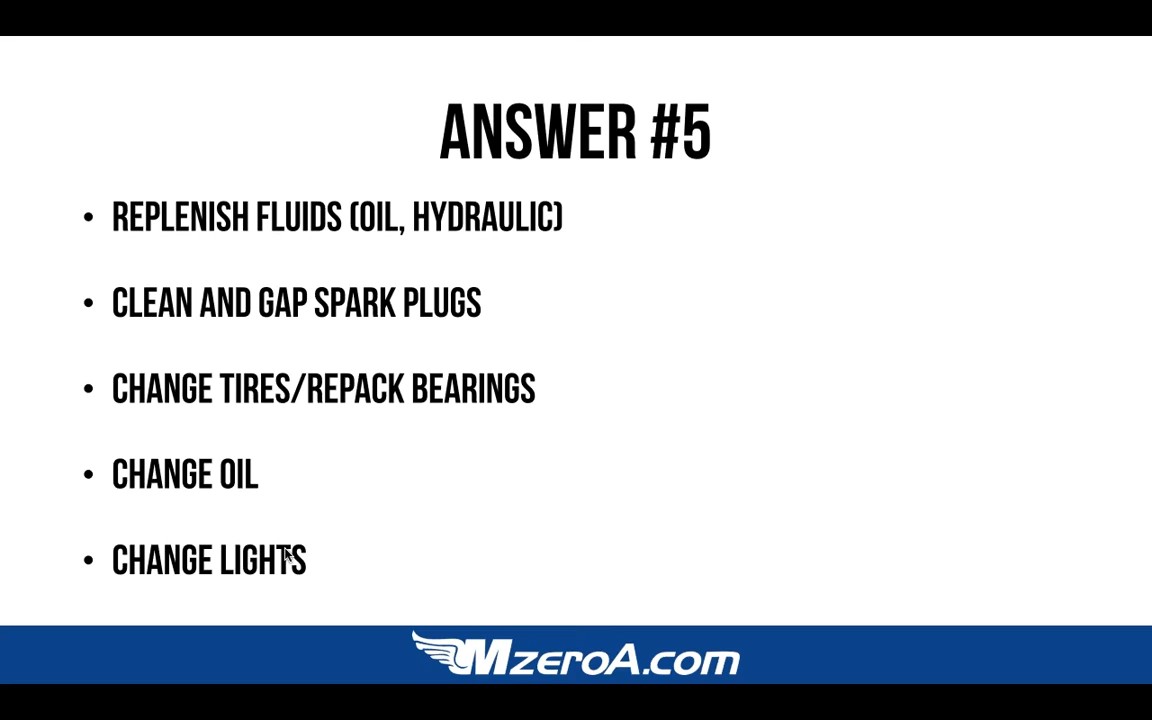 ANSWER #5
• REPLENISH FLUIDS (OIL, HYDRAULIC)
• CLEAN AND GAP SPARK PLUGS
• CHANGE TIRES/REPACK BEARINGS
• CHANGE OIL
• CHANGE LIGHTS
MzeroA.com